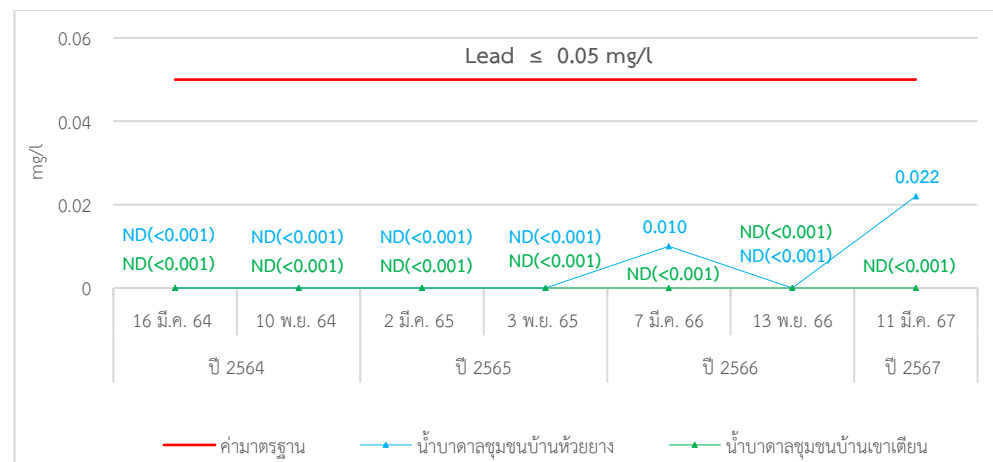 0.06
Lead ≤ 0.05 mg/l
0.04
mg/l
0.022
0.02
ND(<0.001) ND(<0.001) ND(<0.001) ND(<0.001) 0.010 ND(<0.001)
ND(<0.001) ND(<0.001) ND(<0.001) ND(<0.001) ND(<0.001) ND(<0.001) ND(<0.001)
0
16 มี.ค. 64 10 พ.ย. 64 2 มี.ค. 65 3 พ.ย. 65 7 มี.ค. 66 13 พ.ย. 66 11 มี.ค. 67
ปี 2564 ปี 2565 ปี 2566 ปี 2567
ค่ามาตรฐาน น้ำบาดาลชุมชนบ้านห้วยยาง น้ำบาดาลชุมชนบ้านเขาเตียน